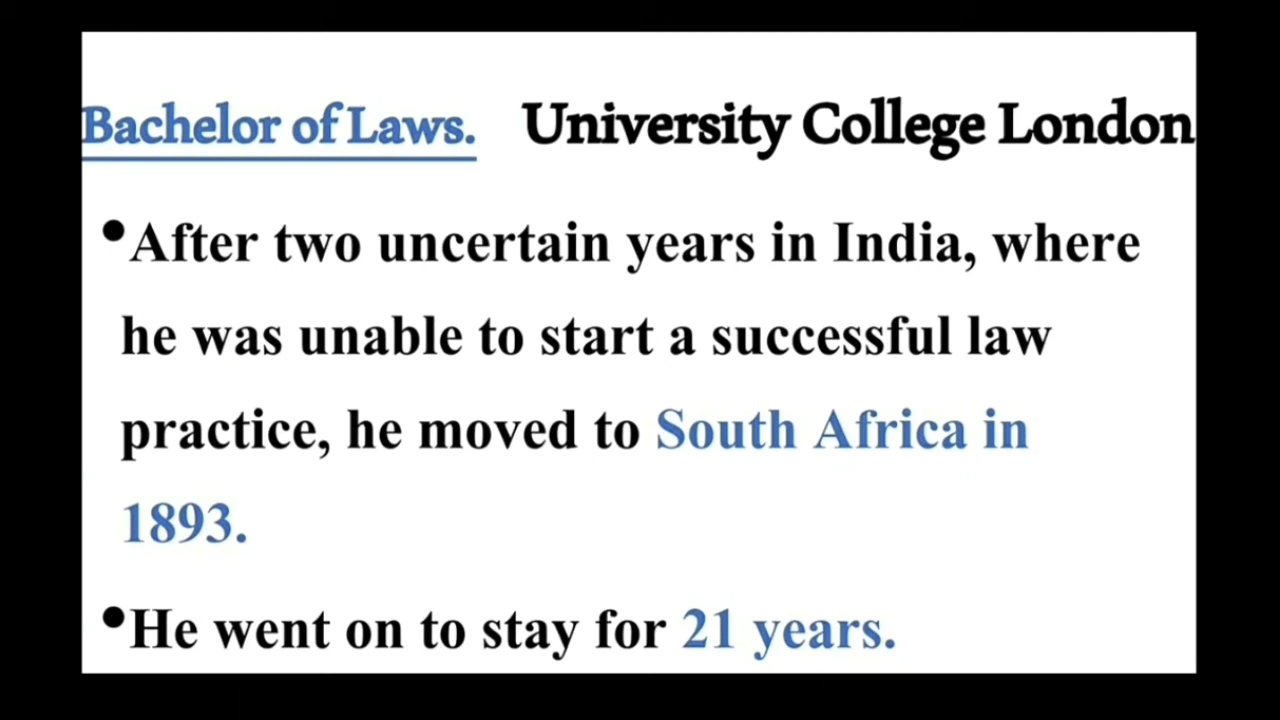 Bachelor of Laws. University College London
•After two uncertain years in India, where
he was unable to start a successful law
practice, he moved to South Africa in
1893.
•He went on to stay for 21 years.